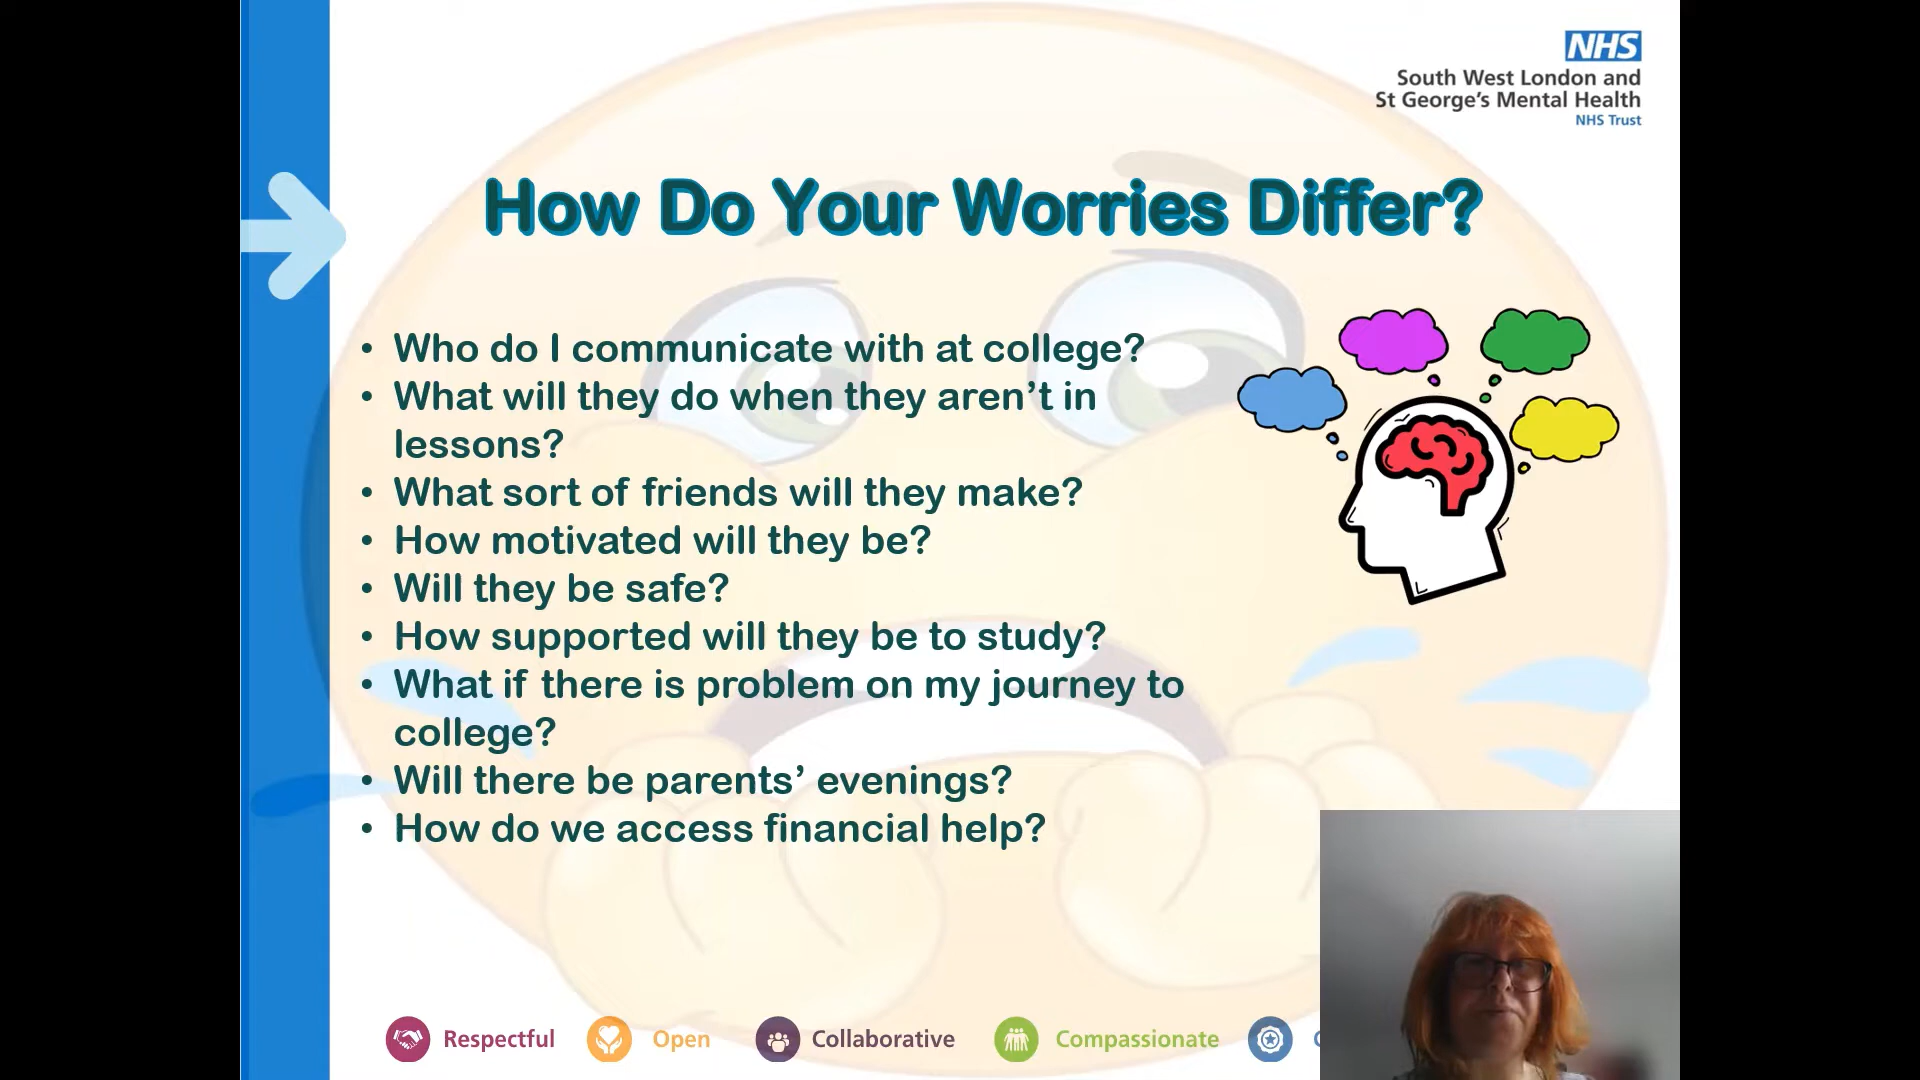 NHS
South West London and
St George's Mental Health
NHS Trust
How Do Your Worries Differ?
• Who do I communicate with at college?
• What will they do when they aren't in
lessons?
• What sort of friends will they make?
• How motivated will they be?
• Will they be safe?
• How supported will they be to study?
• What if there is problem on my journey to
college?
• Will there be parents' evenings?
• How do we access financial help?
Respectful Open Collaborative Compassionate